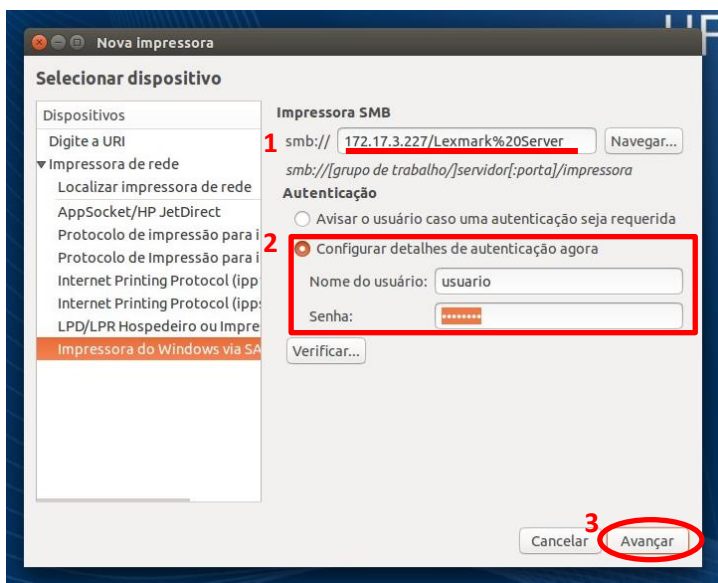 UF
Nova impressora
Selecionar dispositivo
Dispositivos
Digite a URI
Impressora de rede
Localizar impressora de rede
AppSocket/HP JetDirect
Protocolo de impressão para i
Protocolo de impressão para i
Internet Printing Protocol (ipp
Internet Printing Protocol (ipp:
LPD/LPR Hospedeiro ou Impre
Impressora do Windows via SA
Impressora SMB
1 smb:// 172.17.3.227/Lexmark%20Server Navegar...
smb://[grupo de trabalho/]servidor[:porta]/impressora
Autenticação
Avisar o usuário caso uma autenticação seja requerida
2 Configurar detalhes de autenticação agora
Nome do usuário: usuario
Senha: ••••••••
Verificar...
3
Cancelar Avançar